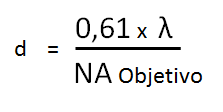 0,61 x λ
d =
NA Objetivo